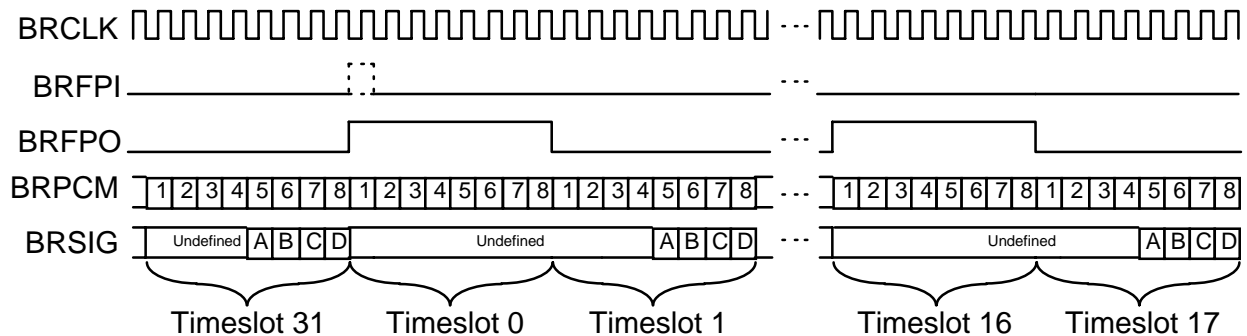 BRCLK ...
BRFPI ...
BRFPO ...
BRPCM 1 2 3 4 5 6 7 8 1 2 3 4 5 6 7 8 1 2 3 4 5 6 7 8 ... 1 2 3 4 5 6 7 8 1 2 3 4 5 6 7 8
BRSIG Undefined A B C D Undefined A B C D ... Undefined A B C D
Timeslot 31 Timeslot 0 Timeslot 1 Timeslot 16 Timeslot 17